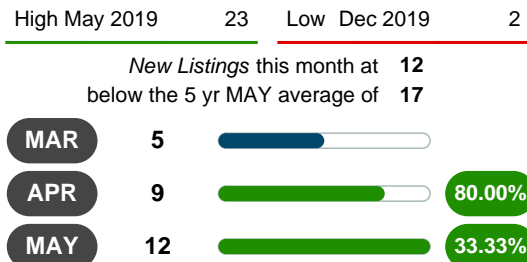 High May 2019 23 Low Dec 2019 2
New Listings this month at 12
below the 5 yr MAY average of 17
MAR 5
APR 9 80.00%
MAY 12 33.33%